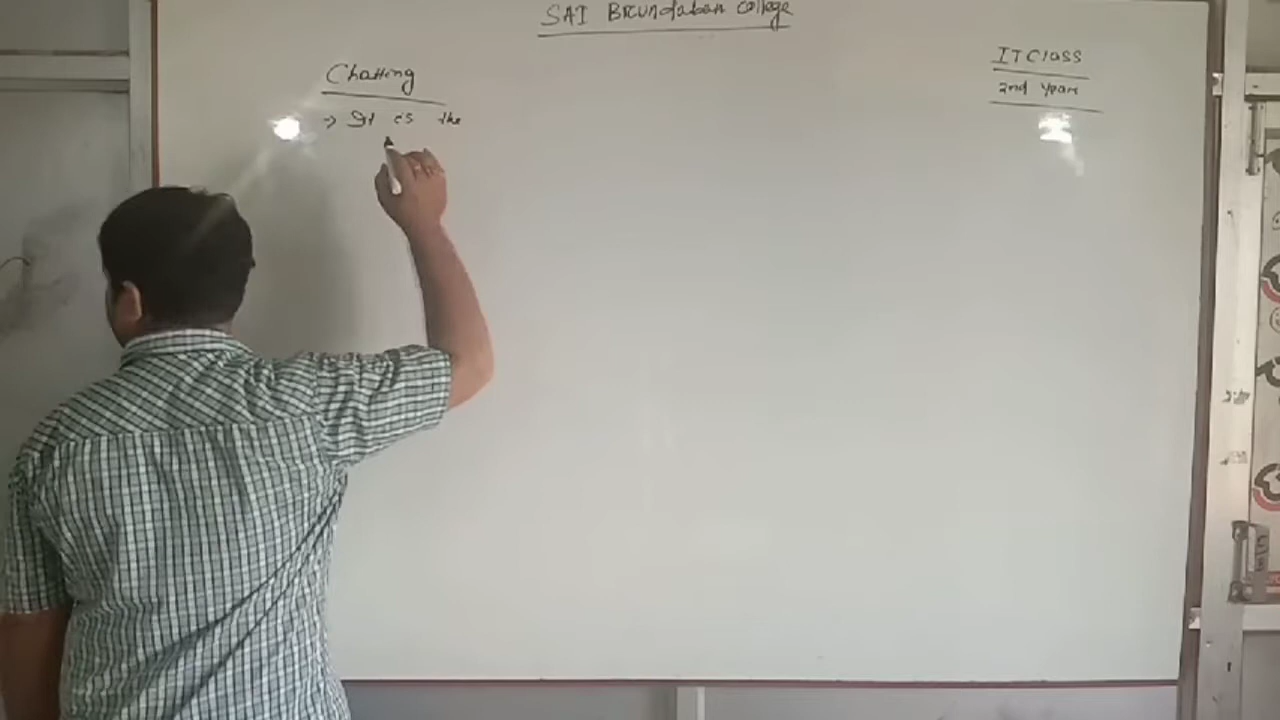 SAI Brundaban College
IT Class
2nd Year
Chatting
→ It is the